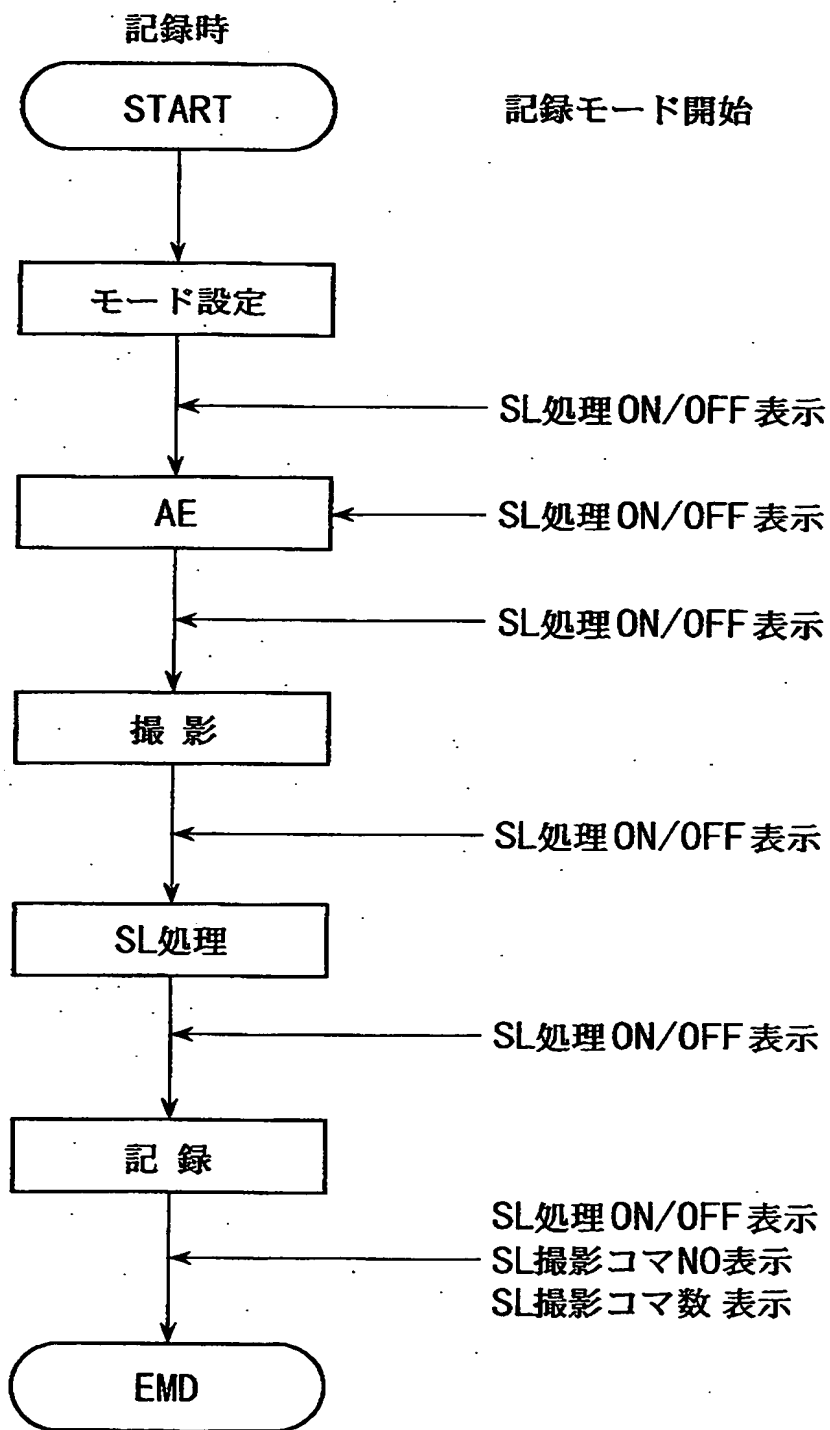 記録時
START
記録モード開始
モード設定
SL処理ON/OFF表示
AE
SL処理ON/OFF表示
SL処理ON/OFF表示
撮 影
SL処理ON/OFF表示
SL処理
SL処理ON/OFF表示
記 録
SL処理ON/OFF表示
SL撮影コマNO表示
SL撮影コマ数 表示
EMD